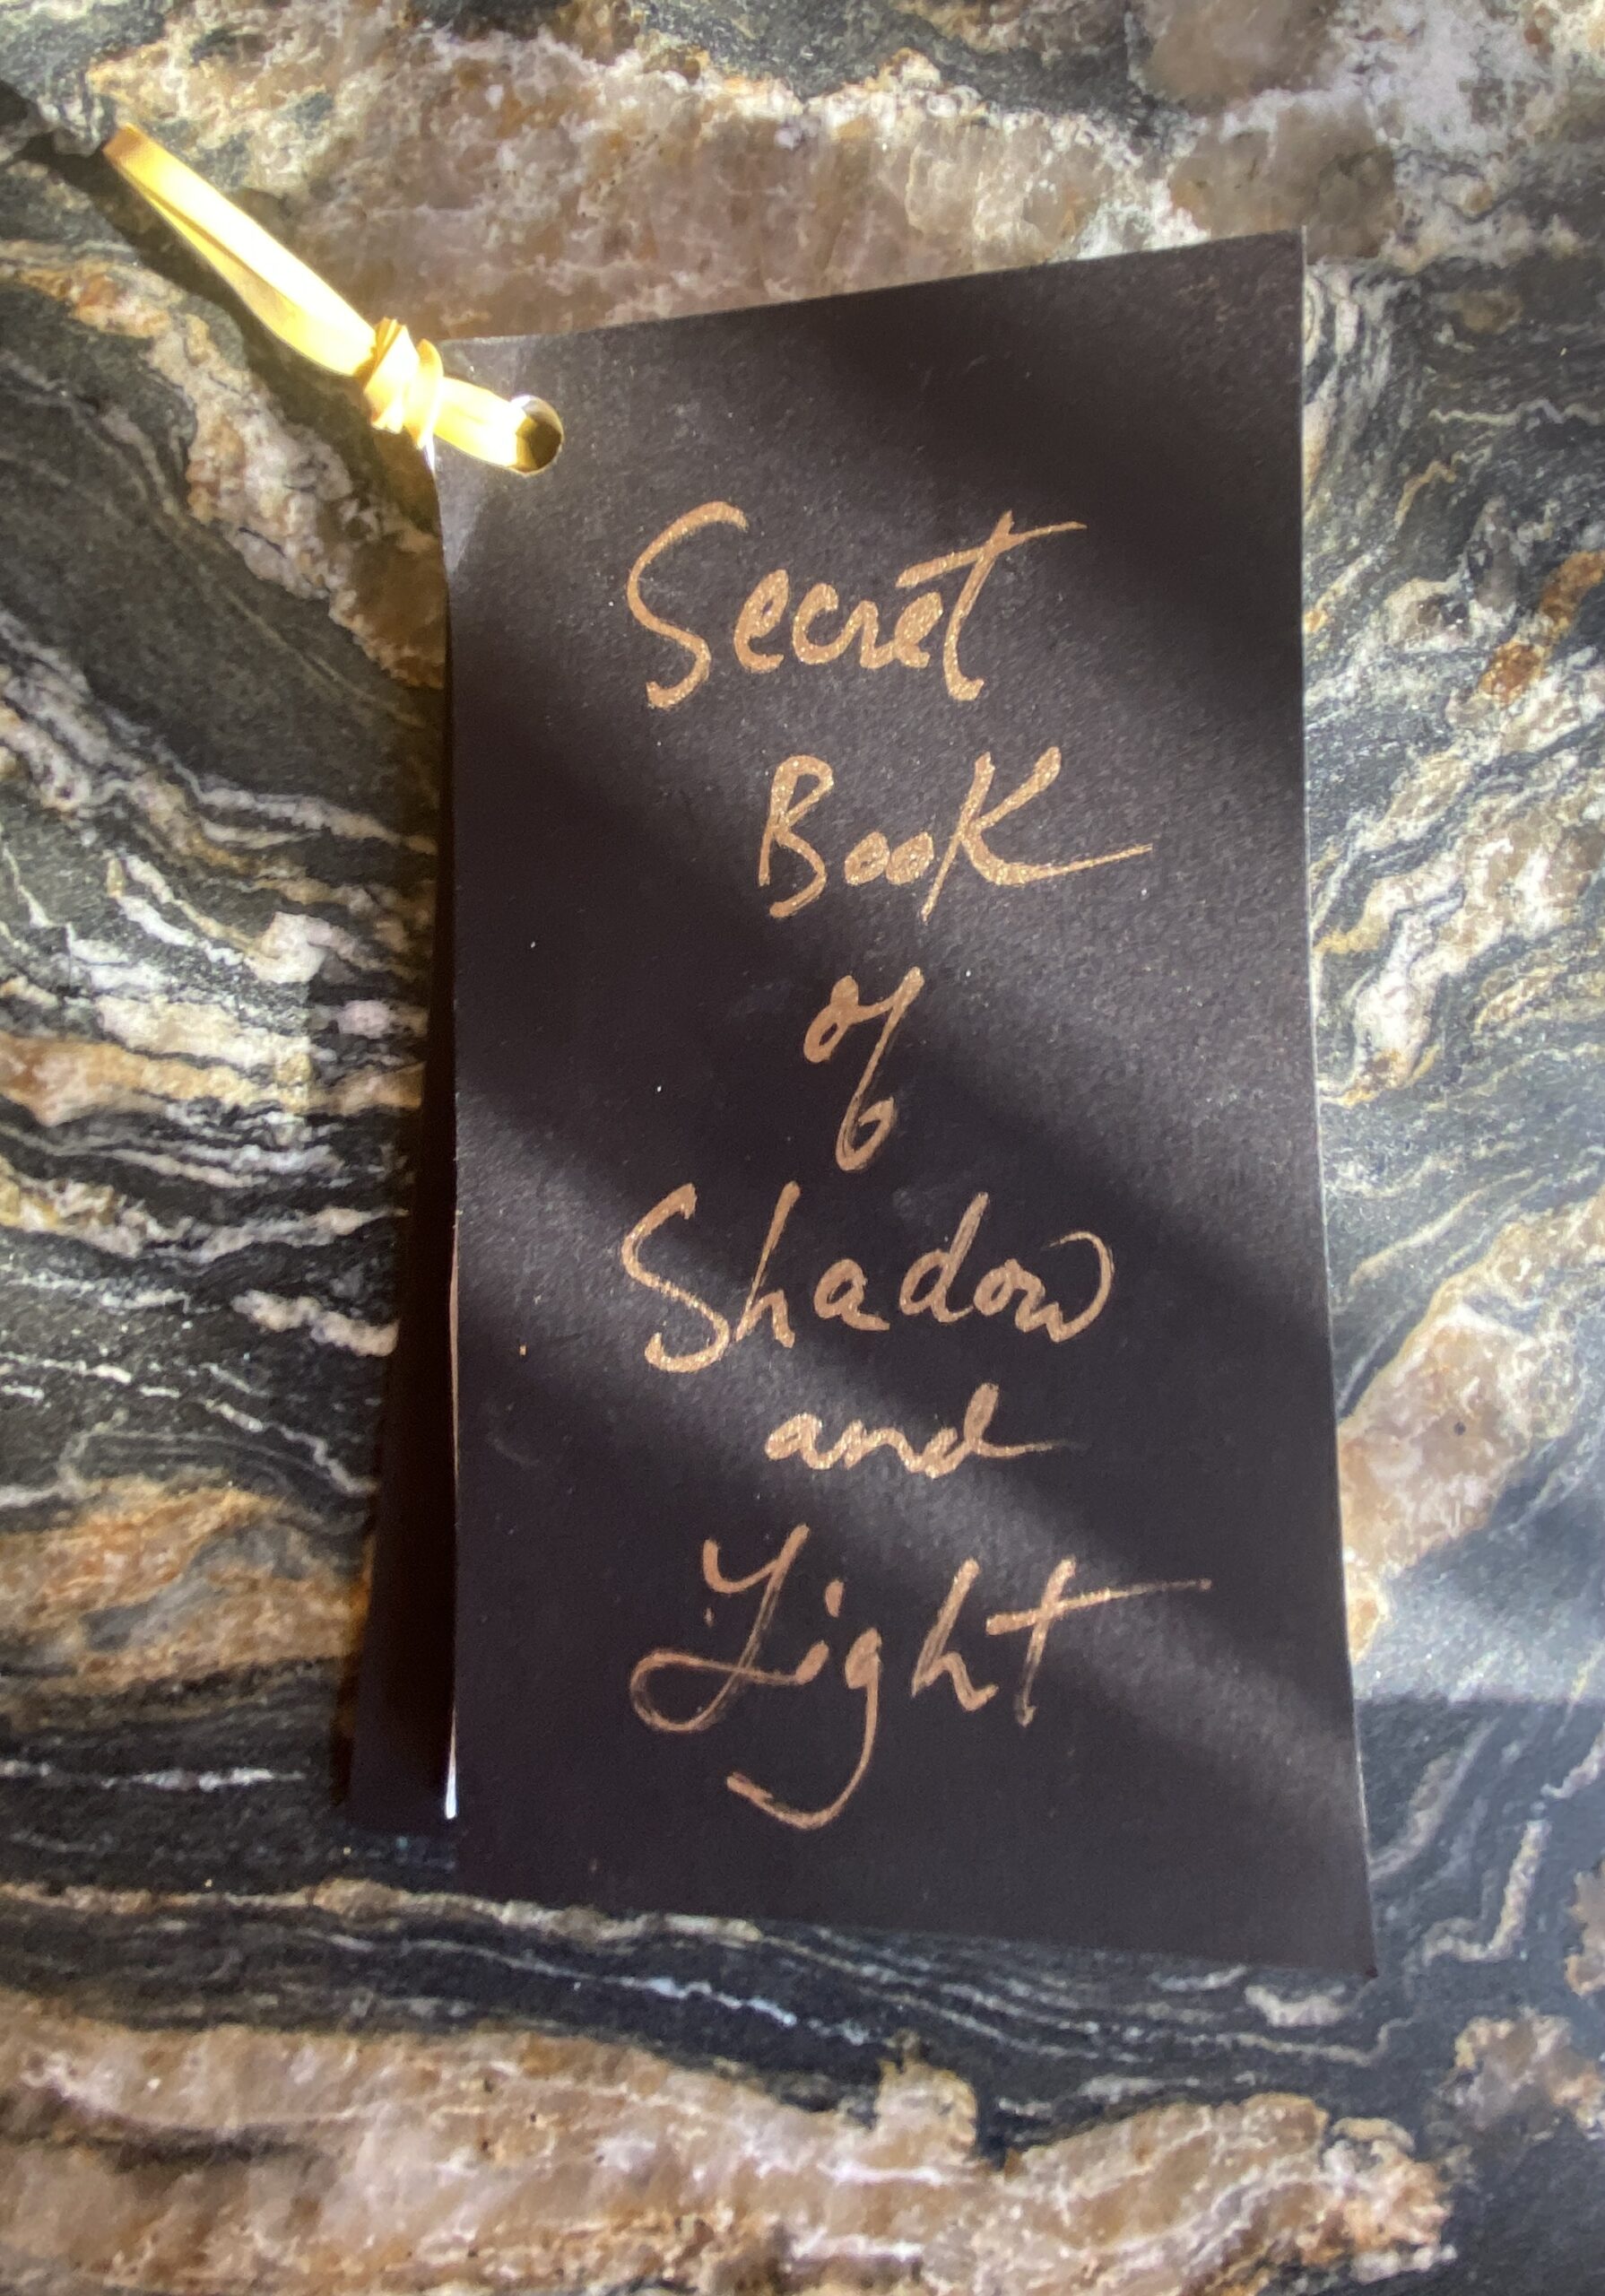 Secret
Book
of
Shadow
and
Light